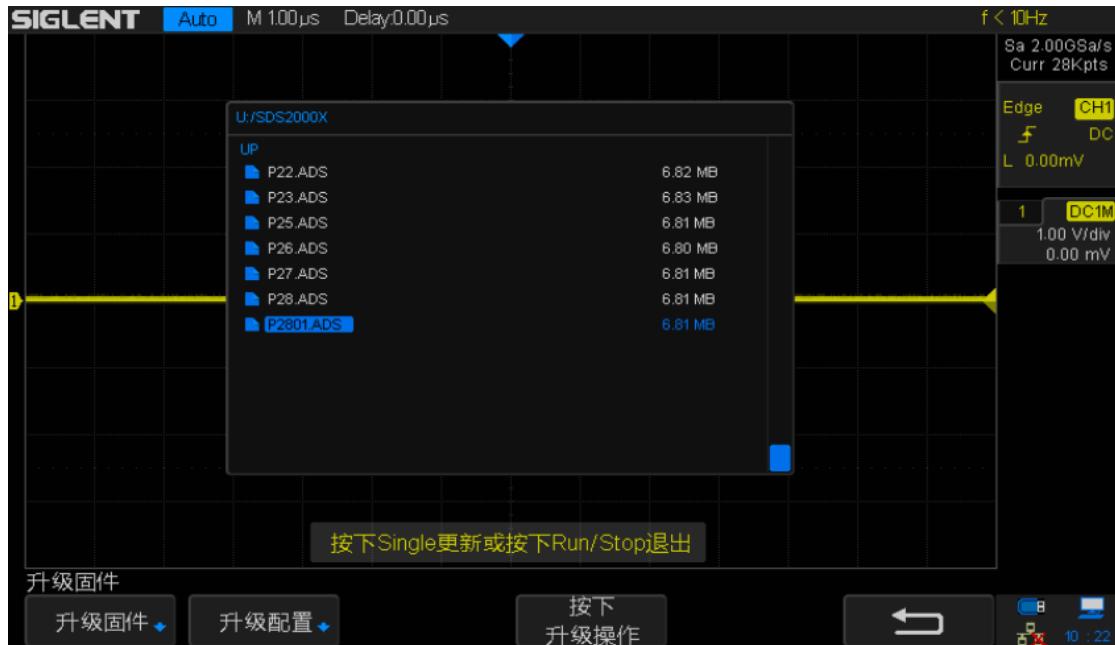 SIGLENT Auto M 1.00µs Delay:0.00µs f < 10Hz
Sa 2.00GSa/s
Curr 28Kpts
Edge CH1
DC
L 0.00mV
1 DC1M
1.00 V/div
0.00 mV
U:/SDS2000X
UP
P22.ADS 6.82 MB
P23.ADS 6.83 MB
P25.ADS 6.81 MB
P26.ADS 6.80 MB
P27.ADS 6.81 MB
P28.ADS 6.81 MB
P2801.ADS 6.81 MB
1
按下Single更新或按下Run/Stop退出
升级固件
升级固件 升级配置
按下
升级操作
10 : 22